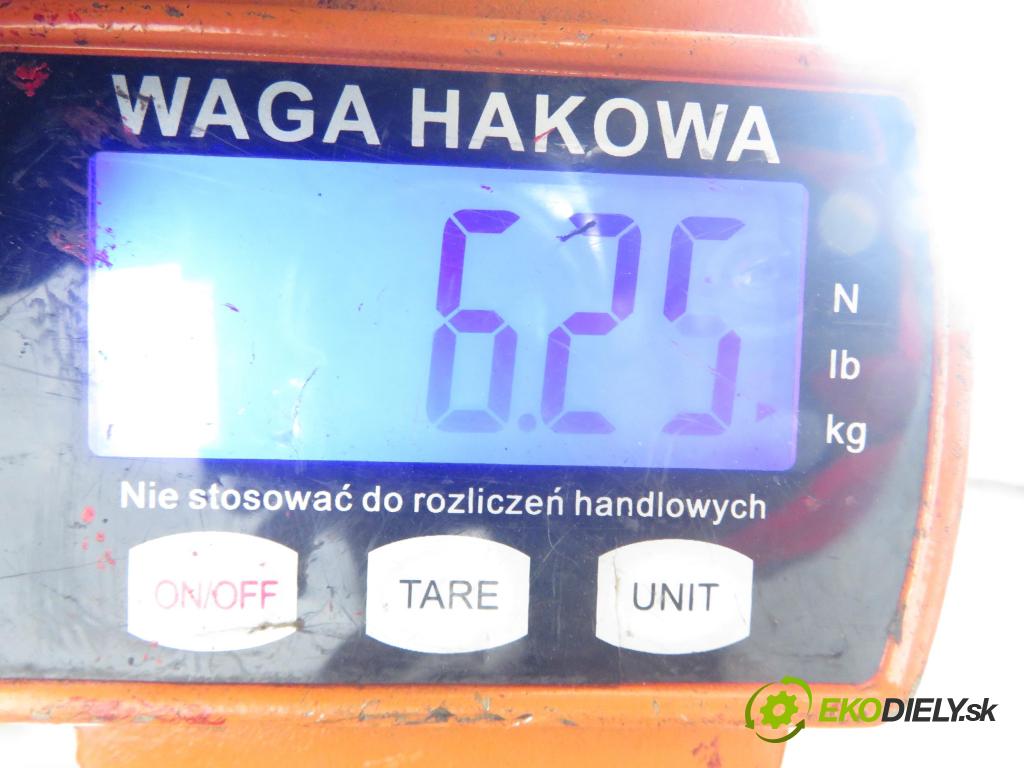 WAGA HAKOWA
6.25
N
lb
kg
Nie stosować do rozliczeń handlowych
ON/OFF TARE UNIT
EKODIELY.sk